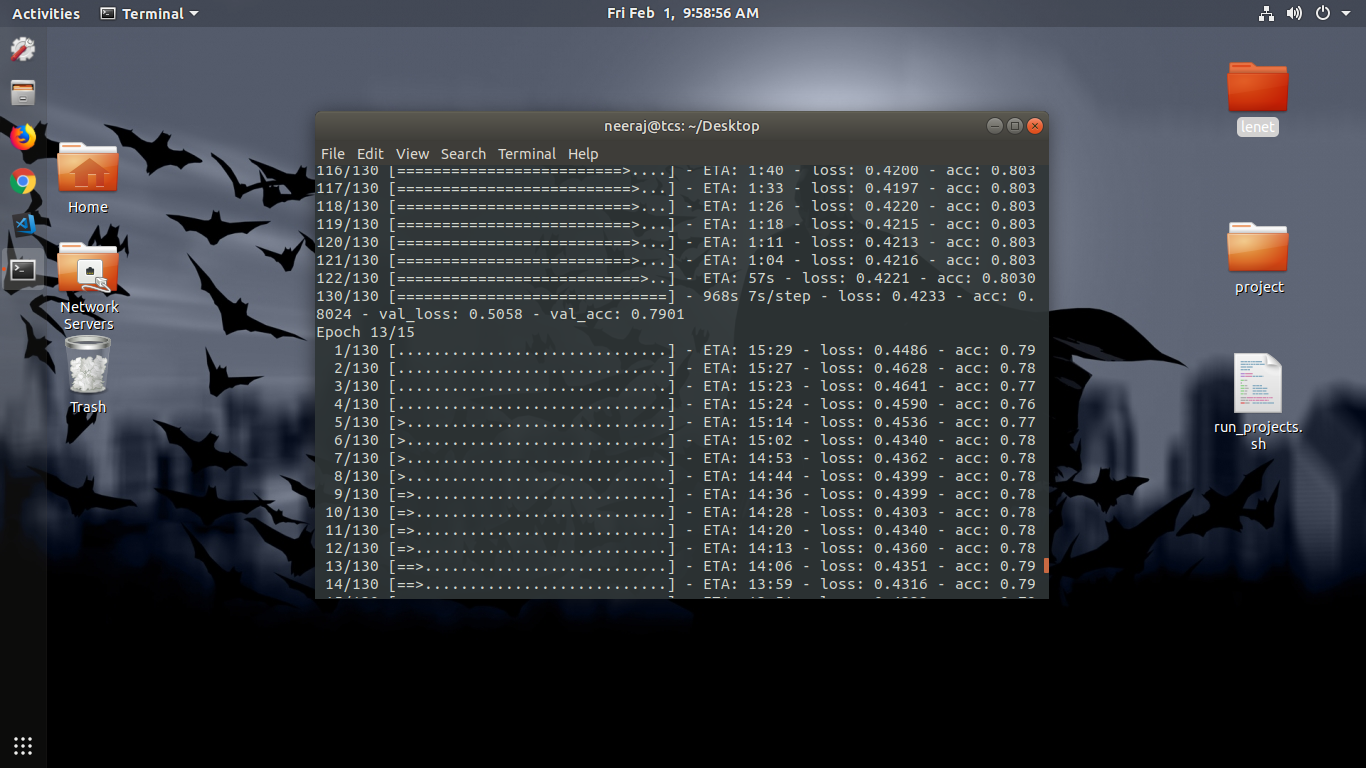 Activities Terminal Fri Feb 1, 9:58:56 AM
neeraj@tcs: ~/Desktop
File Edit View Search Terminal Help
116/130 [=========================>....] - ETA: 1:40 - loss: 0.4200 - acc: 0.803
117/130 [==========================>...] - ETA: 1:33 - loss: 0.4197 - acc: 0.803
118/130 [==========================>...] - ETA: 1:26 - loss: 0.4220 - acc: 0.803
119/130 [==========================>...] - ETA: 1:18 - loss: 0.4215 - acc: 0.803
120/130 [==========================>...] - ETA: 1:11 - loss: 0.4213 - acc: 0.803
121/130 [==========================>...] - ETA: 1:04 - loss: 0.4216 - acc: 0.803
122/130 [===========================>..] - ETA: 57s - loss: 0.4221 - acc: 0.8030
130/130 [==============================] - 968s 7s/step - loss: 0.4233 - acc: 0.
8024 - val_loss: 0.5058 - val_acc: 0.7901
Epoch 13/15
1/130 [..............................] - ETA: 15:29 - loss: 0.4486 - acc: 0.79
2/130 [..............................] - ETA: 15:27 - loss: 0.4628 - acc: 0.78
3/130 [..............................] - ETA: 15:23 - loss: 0.4641 - acc: 0.77
4/130 [..............................] - ETA: 15:24 - loss: 0.4590 - acc: 0.76
5/130 [>.............................] - ETA: 15:14 - loss: 0.4536 - acc: 0.77
6/130 [>.............................] - ETA: 15:02 - loss: 0.4340 - acc: 0.78
7/130 [>.............................] - ETA: 14:53 - loss: 0.4362 - acc: 0.78
8/130 [>.............................] - ETA: 14:44 - loss: 0.4399 - acc: 0.78
9/130 [=>............................] - ETA: 14:36 - loss: 0.4399 - acc: 0.78
10/130 [=>............................] - ETA: 14:28 - loss: 0.4303 - acc: 0.78
11/130 [=>............................] - ETA: 14:20 - loss: 0.4340 - acc: 0.78
12/130 [=>............................] - ETA: 14:13 - loss: 0.4360 - acc: 0.78
13/130 [==>...........................] - ETA: 14:06 - loss: 0.4351 - acc: 0.79
14/130 [==>...........................] - ETA: 13:59 - loss: 0.4316 - acc: 0.79
Home
Network
Servers
Trash
lenet
project
run_projects.
sh